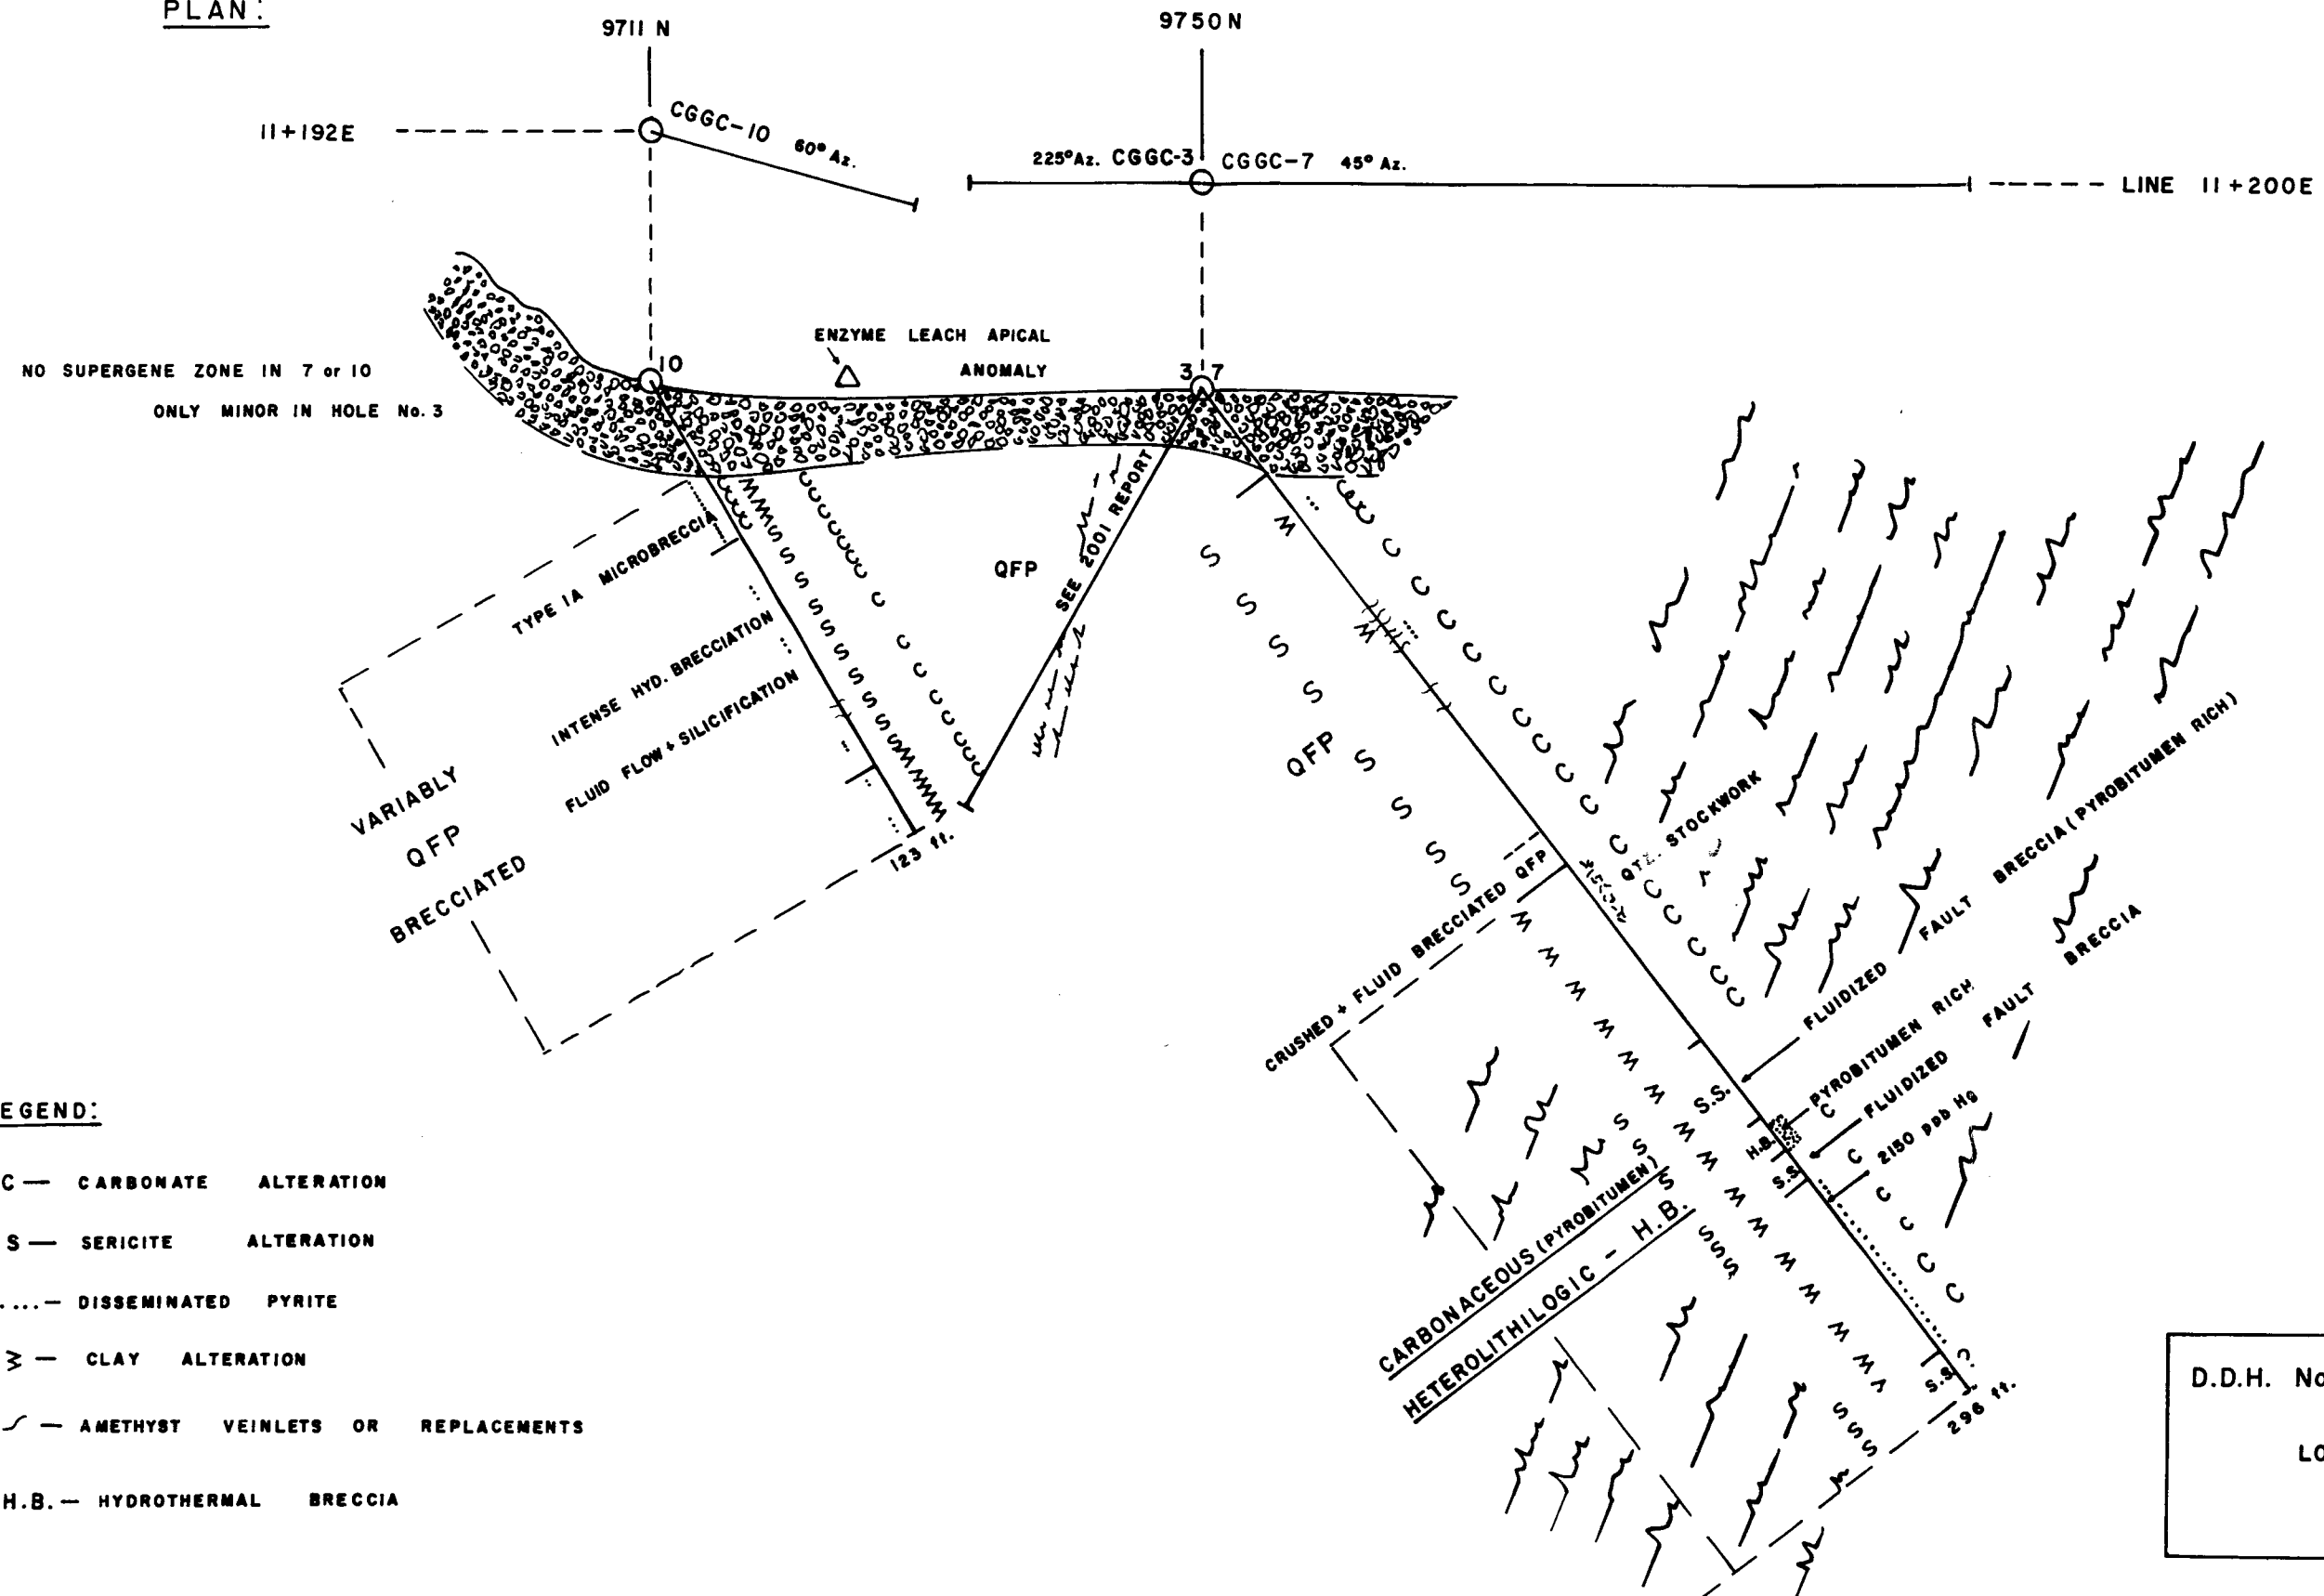 PLAN:
9711 N
9750 N
11+192E
CGGC-10 60° Az.
225° Az. CGGC-3
CGGC-7 45° Az.
LINE 11+200E
ENZYME LEACH APICAL
ANOMALY
NO SUPERGENE ZONE IN 7 or 10
ONLY MINOR IN HOLE No. 3
10
3
7
TYPE 1A MICROBRECCIA
INTENSE HYD. BRECCIATION
FLUID FLOW + SILICIFICATION
VARIABLY
QFP
BRECCIATED
123 ft.
QFP
SEE 2001 REPORT
QFP
QTZ. STOCKWORK
CRUSHED + FLUID BRECCIATED QFP
FLUIDIZED FAULT BRECCIA (PYROBITUMEN RICH)
PYROBITUMEN RICH
FLUIDIZED FAULT BRECCIA
2150 ppb Hg
S.S.
H.B.
S.S.
S.S.
296 ft.
CARBONACEOUS (PYROBITUMEN)
HETEROLITHILOGIC - H.B.
EGEND:
C — CARBONATE ALTERATION
S — SERICITE ALTERATION
....— DISSEMINATED PYRITE
— CLAY ALTERATION
— AMETHYST VEINLETS OR REPLACEMENTS
H.B. — HYDROTHERMAL BRECCIA
D.D.H. No
LO